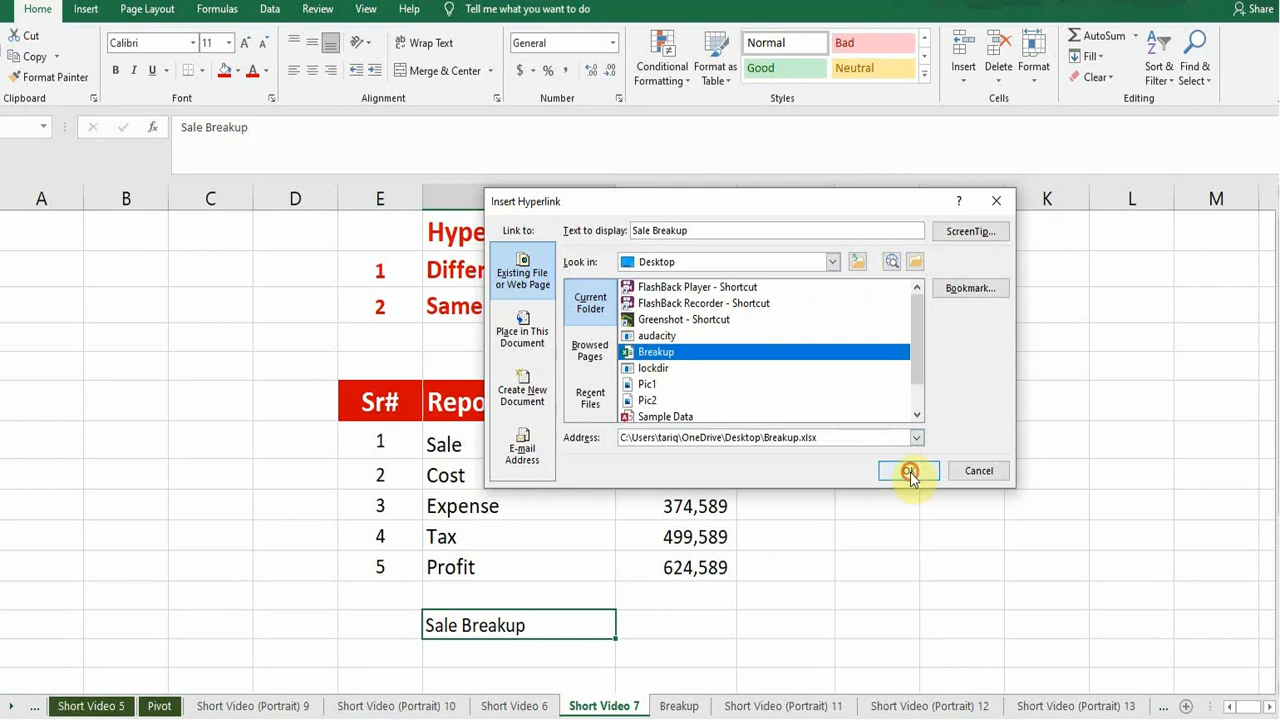 Home Insert Page Layout Formulas Data Review View Help Tell me what you want to do Share
Cut
Copy
Format Painter
Clipboard
Calibri 11
B I U
Font
Wrap Text
Merge & Center
Alignment
General
$ % ,
Number
Conditional Formatting
Format as Table
Normal Bad
Good Neutral
Styles
Insert Delete Format
Cells
AutoSum
Fill
Clear
Sort & Filter
Find & Select
Editing
fx Sale Breakup
A B C D E K L M
Hype
1 Differ
2 Same
Sr# Repo
1 Sale
2 Cost
3 Expense 374,589
4 Tax 499,589
5 Profit 624,589
Sale Breakup
Insert Hyperlink ?
Link to: Text to display: Sale Breakup ScreenTip...
Existing File or Web Page
Place in This Document
Create New Document
E-mail Address
Look in: Desktop
Bookmark...
Current Folder
Browsed Pages
Recent Files
FlashBack Player - Shortcut
FlashBack Recorder - Shortcut
Greenshot - Shortcut
audacity
Breakup
lockdir
Pic1
Pic2
Sample Data
Address: C:\Users\tariq\OneDrive\Desktop\Breakup.xlsx
Cancel
... Short Video 5 Pivot Short Video (Portrait) 9 Short Video (Portrait) 10 Short Video 6 Short Video 7 Breakup Short Video (Portrait) 11 Short Video (Portrait) 12 Short Video (Portrait) 13 ...